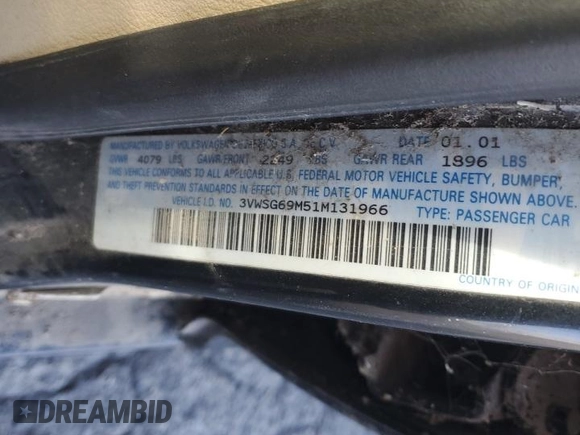 MANUFACTURED BY VOLKSWAGEN DE MEXICO S.A. C.V. DATE 01.01
GVWR 4079 LBS GAWR FRONT 2249 LBS GAWR REAR 1896 LBS
THIS VEHICLE CONFORMS TO ALL APPLICABLE U.S. FEDERAL MOTOR VEHICLE SAFETY, BUMPER,
AND THEFT PREVENTION STANDARDS IN EFFECT ON THE DATE OF MANUFACTURE SHOWN ABOVE.
VEHICLE I.D. NO. 3VWSG69M51M131966 TYPE: PASSENGER CAR
COUNTRY OF ORIGIN
DREAMBID